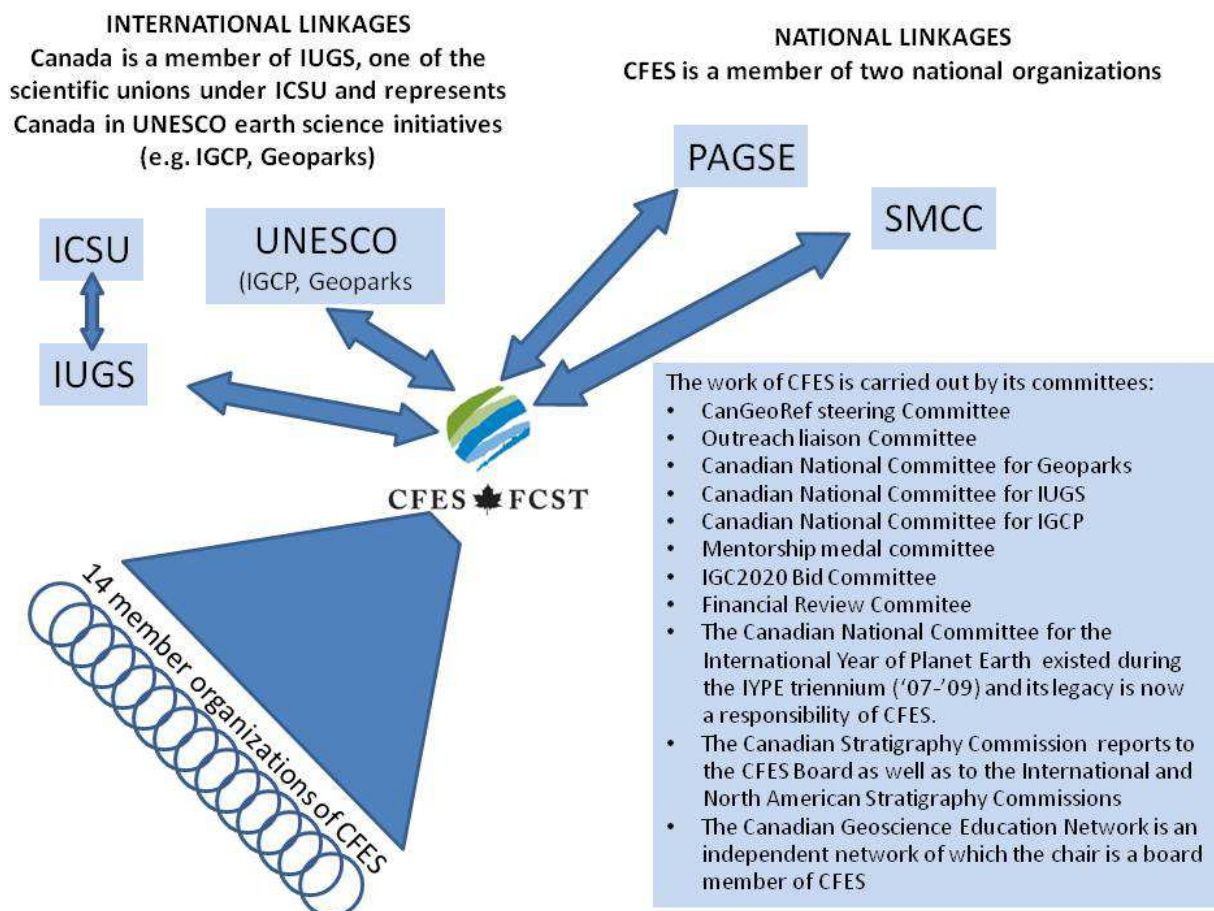 INTERNATIONAL LINKAGES
Canada is a member of IUGS, one of the
scientific unions under ICSU and represents
Canada in UNESCO earth science initiatives
(e.g. IGCP, Geoparks)
NATIONAL LINKAGES
CFES is a member of two national organizations
PAGSE
SMCC
ICSU
UNESCO
(IGCP, Geoparks
IUGS
CFES FCST
14 member organizations of CFES
The work of CFES is carried out by its committees:
• CanGeoRef steering Committee
• Outreach liaison Committee
• Canadian National Committee for Geoparks
• Canadian National Committee for IUGS
• Canadian National Committee for IGCP
• Mentorship medal committee
• IGC2020 Bid Committee
• Financial Review Commitee
• The Canadian National Committee for the
International Year of Planet Earth existed during
the IYPE triennium ('07-'09) and its legacy is now
a responsibility of CFES.
• The Canadian Stratigraphy Commission reports to
the CFES Board as well as to the International and
North American Stratigraphy Commissions
• The Canadian Geoscience Education Network is an
independent network of which the chair is a board
member of CFES